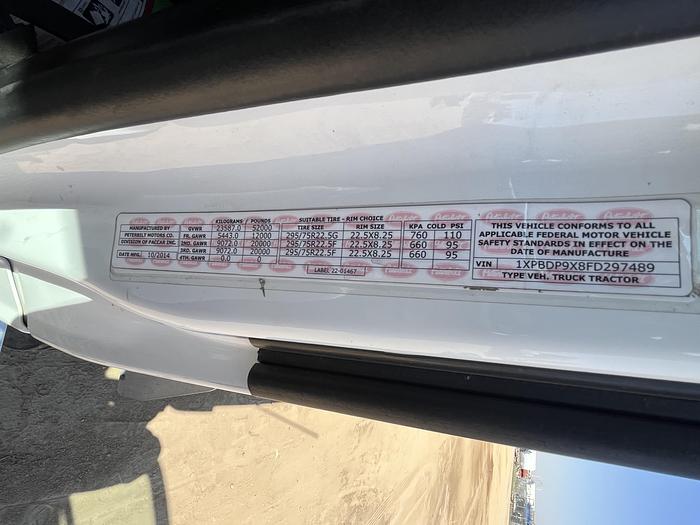 KILOGRAMS / POUNDS SUITABLE TIRE - RIM CHOICE
MANUFACTURED BY GVWR 23587.0 52000 TIRE SIZE RIM SIZE KPA COLD PSI
PETERBILT MOTORS CO. FR. GAWR 5443.0 12000 295/75R22.5G 22.5X8.25 760 110
DIVISION OF PACCAR INC. 2ND. GAWR 9072.0 20000 295/75R22.5F 22.5X8.25 660 95
3RD. GAWR 9072.0 20000 295/75R22.5F 22.5X8.25 660 95
DATE MFG. 10/2014 4TH. GAWR 0.0
LABEL 22-01467
THIS VEHICLE CONFORMS TO ALL
APPLICABLE FEDERAL MOTOR VEHICLE
SAFETY STANDARDS IN EFFECT ON THE
DATE OF MANUFACTURE
VIN 1XPBDP9X8FD297489
TYPE VEH. TRUCK TRACTOR